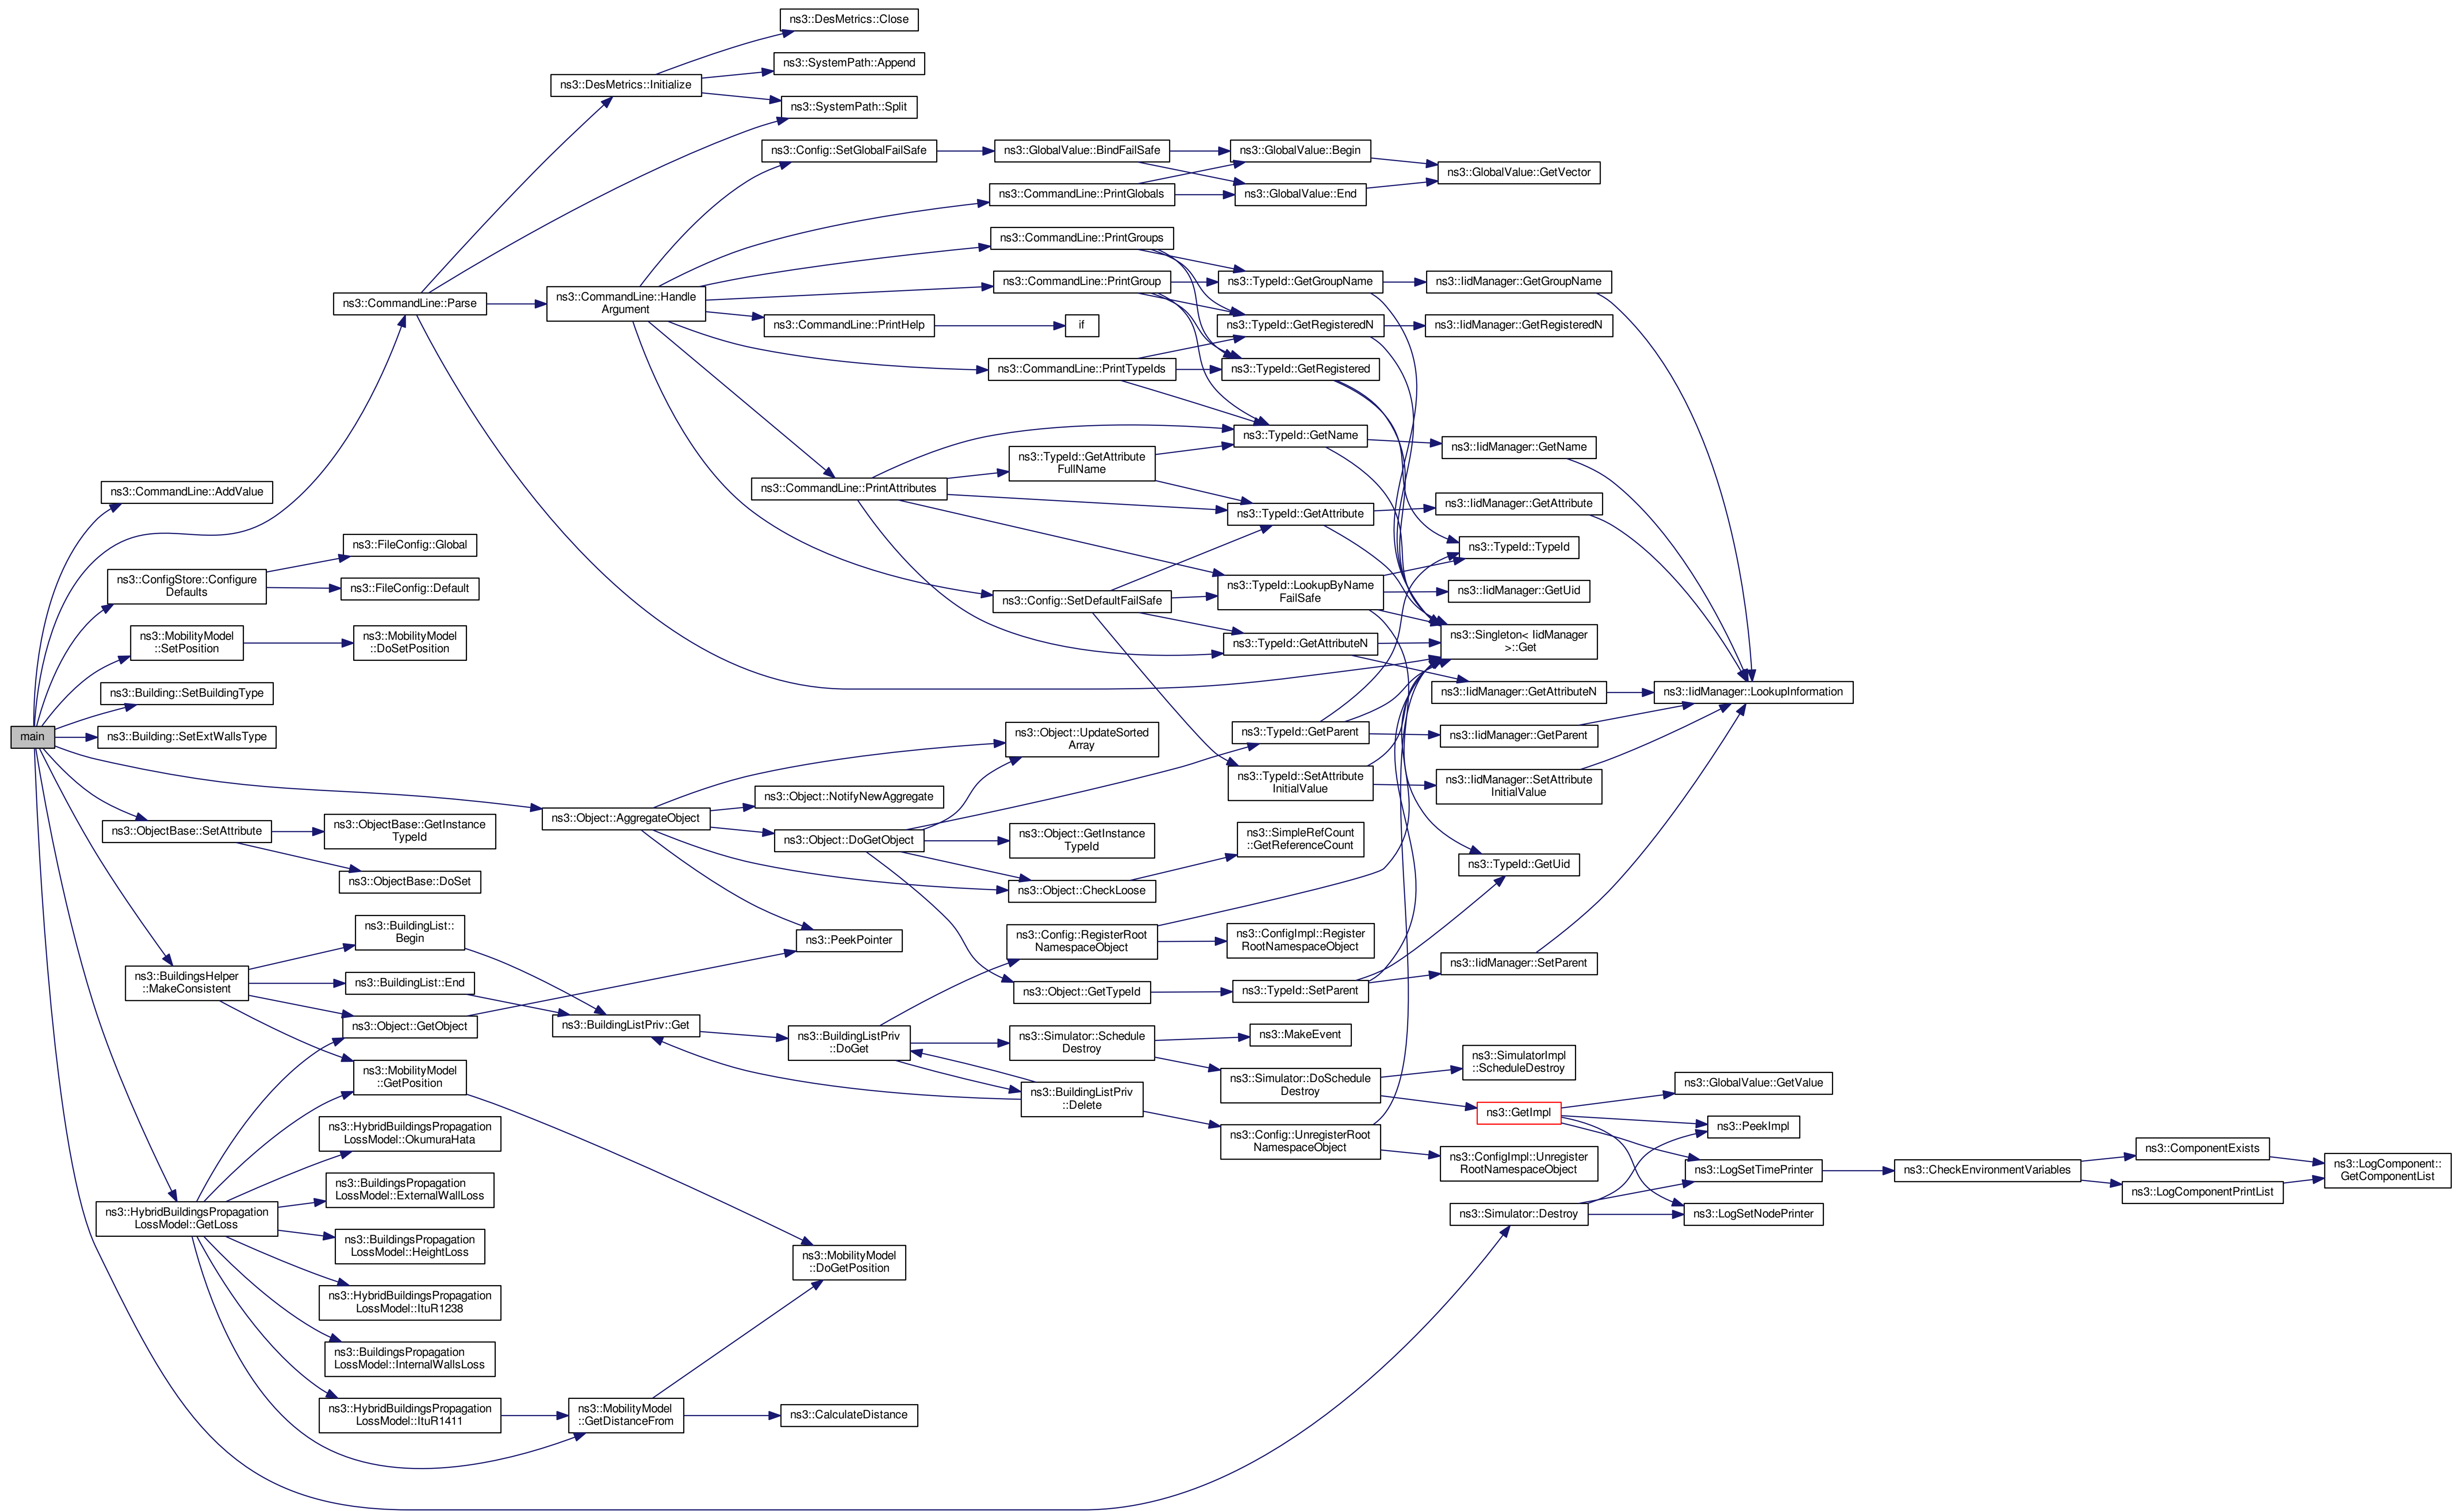 ns3::DesMetrics::Close
ns3::SystemPath::Append
ns3::DesMetrics::Initialize
ns3::SystemPath::Split
ns3::Config::SetGlobalFailSafe
ns3::GlobalValue::BindFailSafe
ns3::GlobalValue::Begin
ns3::GlobalValue::GetVector
ns3::CommandLine::PrintGlobals
ns3::GlobalValue::End
ns3::CommandLine::PrintGroups
ns3::CommandLine::Parse
ns3::CommandLine::Handle
Argument
ns3::CommandLine::PrintGroup
ns3::TypeId::GetGroupName
ns3::IidManager::GetGroupName
ns3::CommandLine::PrintHelp
if
ns3::TypeId::GetRegisteredN
ns3::IidManager::GetRegisteredN
ns3::CommandLine::PrintTypeIds
ns3::TypeId::GetRegistered
ns3::TypeId::GetName
ns3::IidManager::GetName
ns3::TypeId::GetAttribute
FullName
ns3::CommandLine::PrintAttributes
ns3::CommandLine::AddValue
ns3::TypeId::GetAttribute
ns3::IidManager::GetAttribute
ns3::FileConfig::Global
ns3::TypeId::TypeId
ns3::ConfigStore::Configure
Defaults
ns3::FileConfig::Default
ns3::Config::SetDefaultFailSafe
ns3::TypeId::LookupByName
FailSafe
ns3::IidManager::GetUid
ns3::MobilityModel
::SetPosition
ns3::MobilityModel
::DoSetPosition
ns3::TypeId::GetAttributeN
ns3::Singleton< IidManager
>::Get
ns3::Building::SetBuildingType
ns3::IidManager::GetAttributeN
ns3::IidManager::LookupInformation
main
ns3::Building::SetExtWallsType
ns3::Object::UpdateSorted
Array
ns3::TypeId::GetParent
ns3::IidManager::GetParent
ns3::TypeId::SetAttribute
InitialValue
ns3::IidManager::SetAttribute
InitialValue
ns3::Object::NotifyNewAggregate
ns3::Object::AggregateObject
ns3::ObjectBase::SetAttribute
ns3::ObjectBase::GetInstance
TypeId
ns3::Object::DoGetObject
ns3::Object::GetInstance
TypeId
ns3::SimpleRefCount
::GetReferenceCount
ns3::TypeId::GetUid
ns3::ObjectBase::DoSet
ns3::Object::CheckLoose
ns3::BuildingList::
Begin
ns3::PeekPointer
ns3::Config::RegisterRoot
NamespaceObject
ns3::ConfigImpl::Register
RootNamespaceObject
ns3::BuildingsHelper
::MakeConsistent
ns3::BuildingList::End
ns3::Object::GetTypeId
ns3::TypeId::SetParent
ns3::IidManager::SetParent
ns3::Object::GetObject
ns3::BuildingListPriv::Get
ns3::BuildingListPriv
::DoGet
ns3::Simulator::Schedule
Destroy
ns3::MakeEvent
ns3::SimulatorImpl
::ScheduleDestroy
ns3::MobilityModel
::GetPosition
ns3::Simulator::DoSchedule
Destroy
ns3::GlobalValue::GetValue
ns3::BuildingListPriv
::Delete
ns3::GetImpl
ns3::PeekImpl
ns3::HybridBuildingsPropagation
LossModel::OkumuraHata
ns3::Config::UnregisterRoot
NamespaceObject
ns3::ConfigImpl::Unregister
RootNamespaceObject
ns3::LogSetTimePrinter
ns3::CheckEnvironmentVariables
ns3::ComponentExists
ns3::LogComponent::
GetComponentList
ns3::LogComponentPrintList
ns3::BuildingsPropagation
LossModel::ExternalWallLoss
ns3::HybridBuildingsPropagation
LossModel::GetLoss
ns3::Simulator::Destroy
ns3::LogSetNodePrinter
ns3::BuildingsPropagation
LossModel::HeightLoss
ns3::MobilityModel
::DoGetPosition
ns3::HybridBuildingsPropagation
LossModel::ItuR1238
ns3::BuildingsPropagation
LossModel::InternalWallsLoss
ns3::HybridBuildingsPropagation
LossModel::ItuR1411
ns3::MobilityModel
::GetDistanceFrom
ns3::CalculateDistance